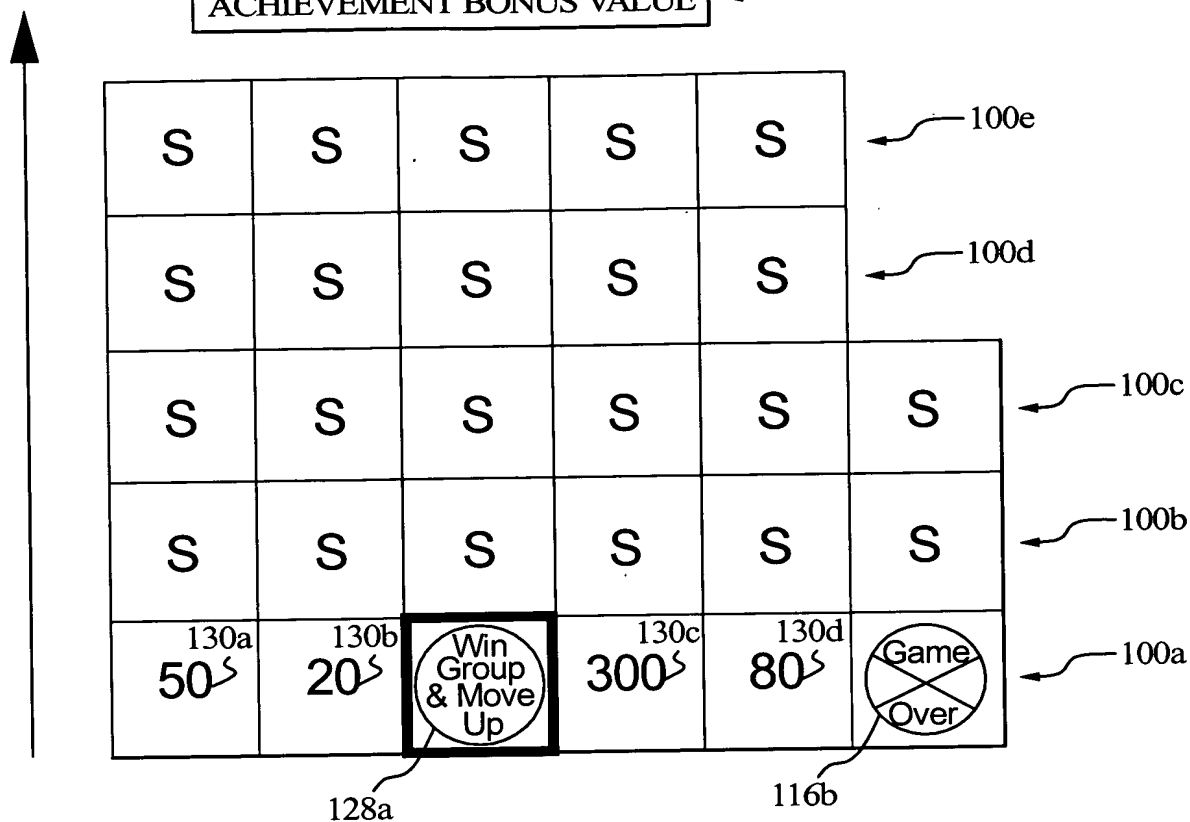 ACHIEVEMENT BONUS VALUE
S S S S S 100e
S S S S S 100d
S S S S S S 100c
S S S S S S 100b
130a 130b 130c 130d
50 20 Win Group & Move Up 300 80 Game Over 100a
128a 116b